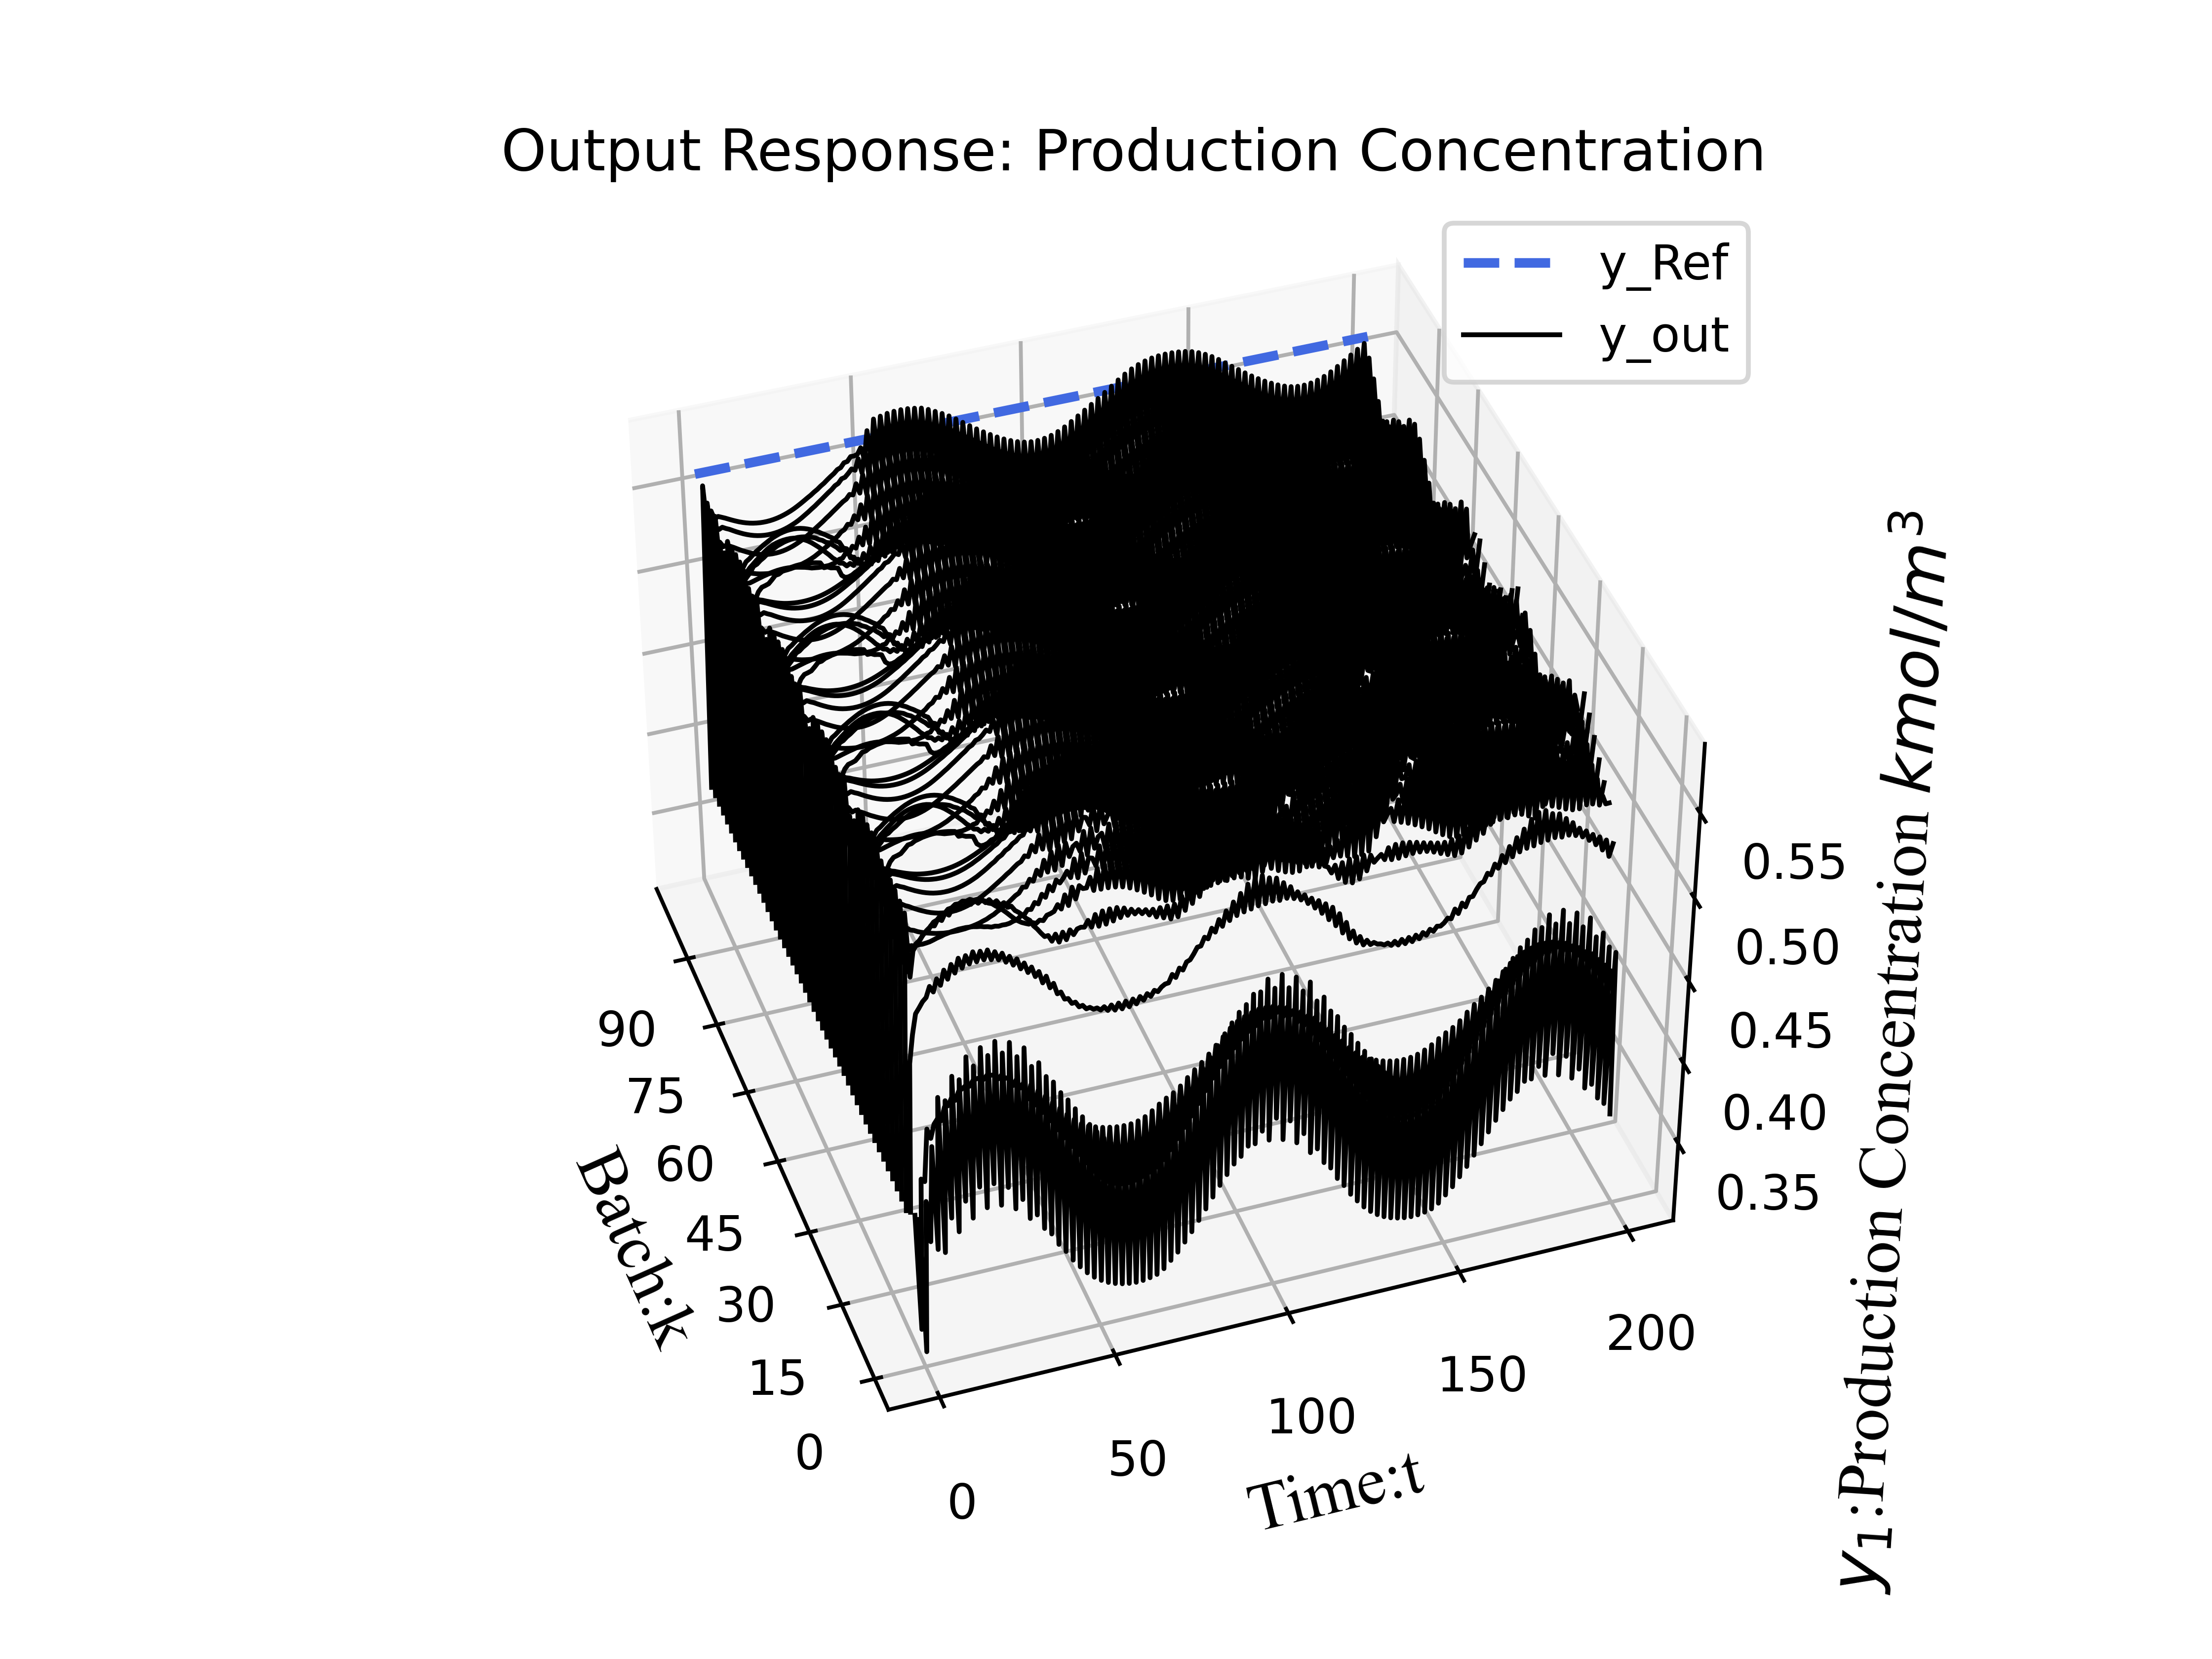 Output Response: Production Concentration
y_Ref
y_out
0.55
0.50
0.45
0.40
0.35
y₁:Production Concentration kmol/m³
90
75
60
45
30
15
0
Batch:k
0
50
100
150
200
Time:t